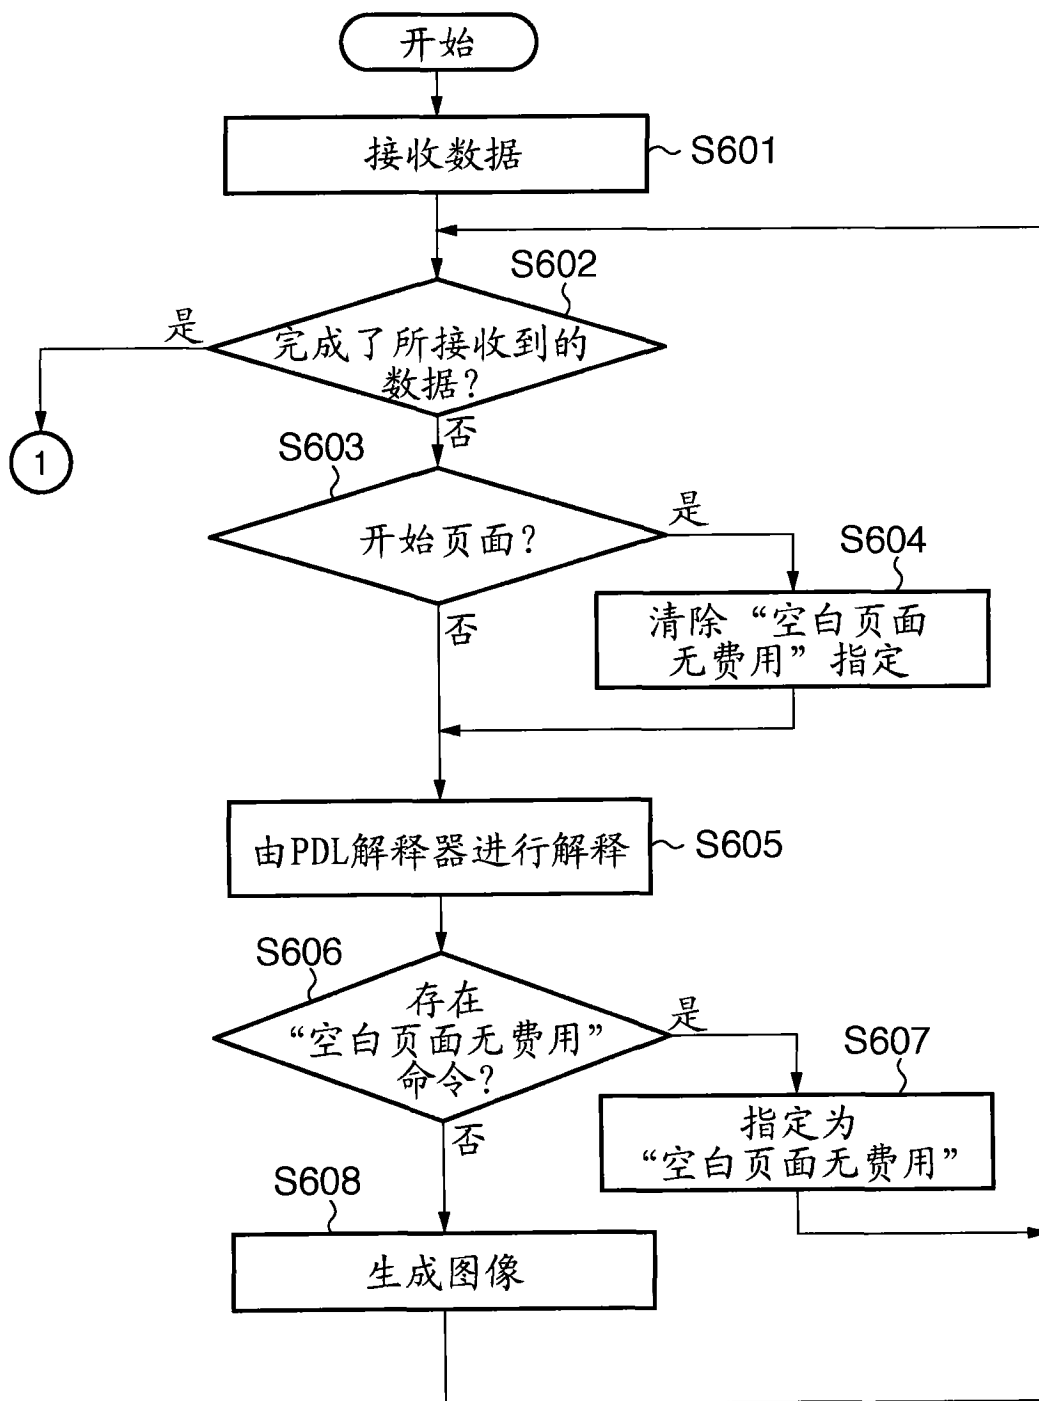 开始
接收数据
S601
S602
是
完成了所接收到的
数据?
1
否
S603
开始页面?
是
S604
清除“空白页面
无费用”指定
否
由PDL解释器进行解释
S605
S606
存在
“空白页面无费用”
命令?
是
S607
指定为
“空白页面无费用”
否
S608
生成图像